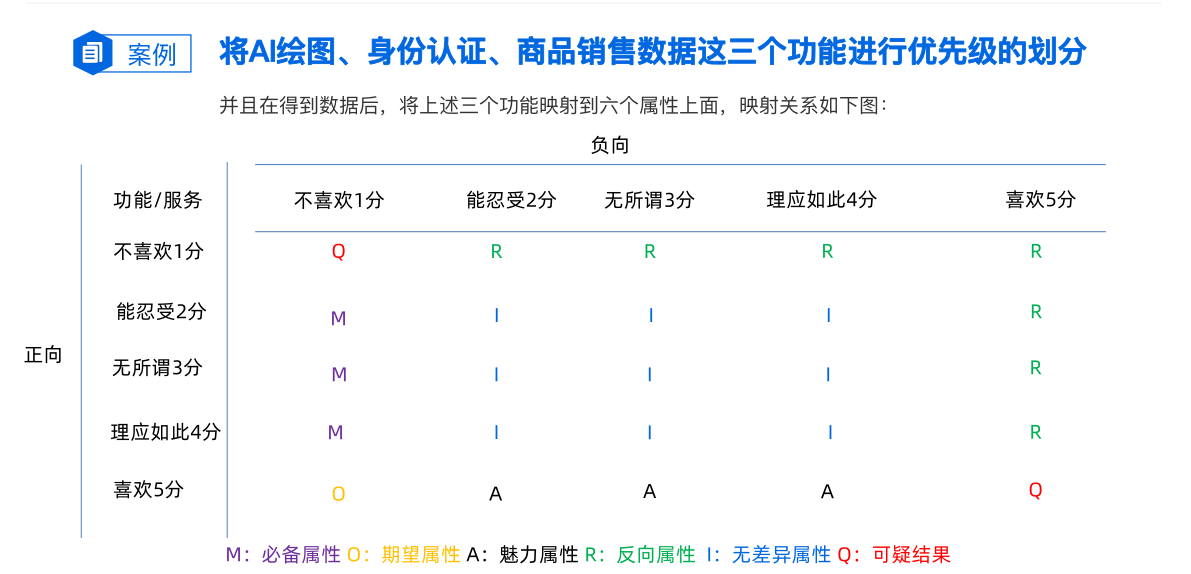 案例
将AI绘图、身份认证、商品销售数据这三个功能进行优先级的划分
并且在得到数据后，将上述三个功能映射到六个属性上面，映射关系如下图：
负向
功能/服务 不喜欢1分 能忍受2分 无所谓3分 理应如此4分 喜欢5分
不喜欢1分 Q R R R R
能忍受2分 M I I I R
正向
无所谓3分 M I I I R
理应如此4分 M I I I R
喜欢5分 O A A A Q
M：必备属性 O：期望属性 A：魅力属性 R：反向属性 I：无差异属性 Q：可疑结果